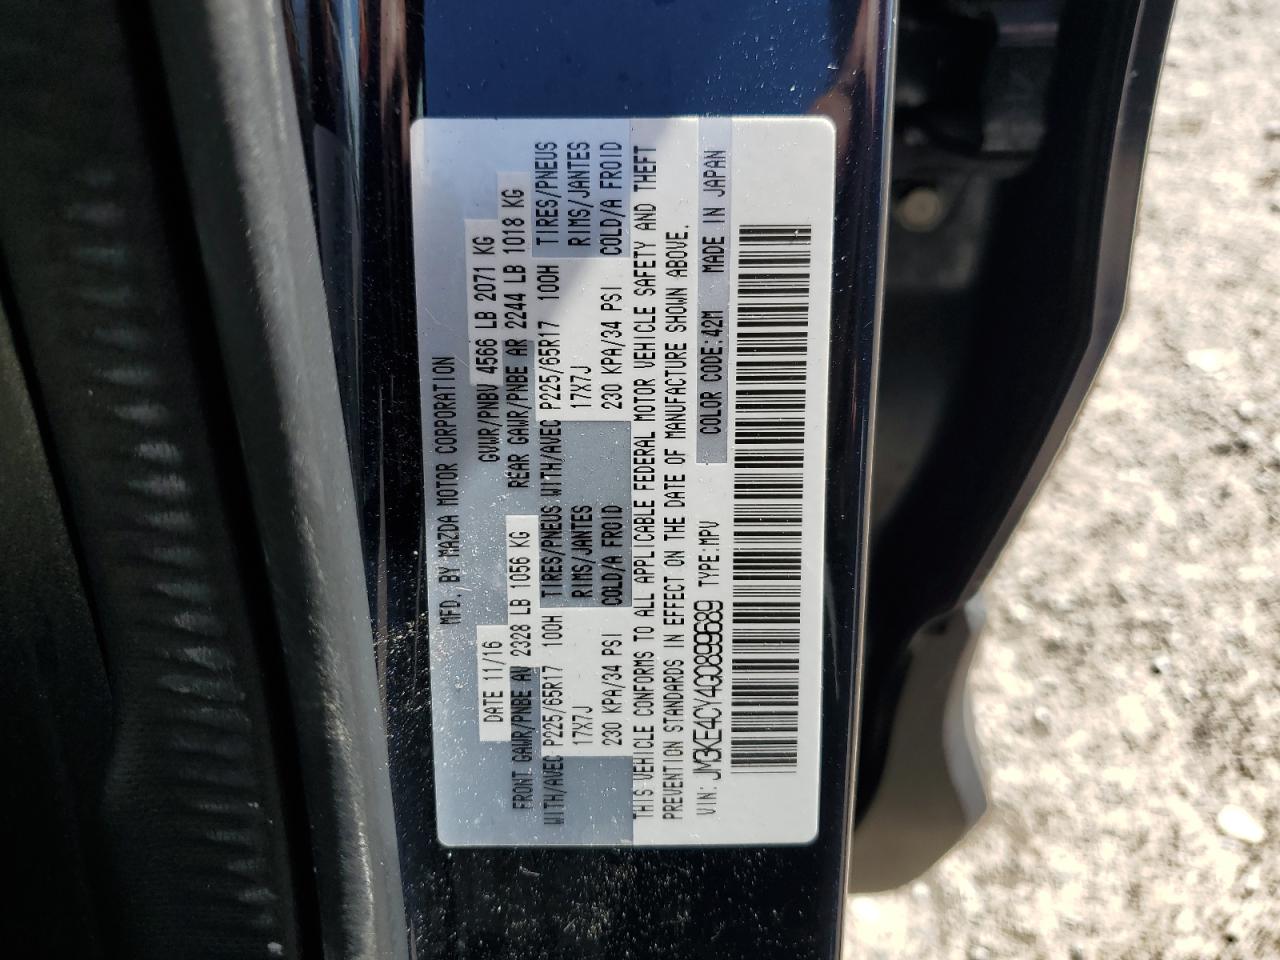 MFD. BY MAZDA MOTOR CORPORATION
DATE 11/16 GVWR/PNBV 4566 LB 2071 KG
FRONT GAWR/PNBE AV 2328 LB 1056 KG REAR GAWR/PNBE AR 2244 LB 1018 KG
WITH/AVEC P225/65R17 100H TIRES/PNEUS WITH/AVEC P225/65R17 100H TIRES/PNEUS
17X7J RIMS/JANTES 17X7J RIMS/JANTES
230 KPA/34 PSI COLD/A FROID 230 KPA/34 PSI COLD/A FROID
THIS VEHICLE CONFORMS TO ALL APPLICABLE FEDERAL MOTOR VEHICLE SAFETY AND THEFT
PREVENTION STANDARDS IN EFFECT ON THE DATE OF MANUFACTURE SHOWN ABOVE.
VIN: JM3KE4CY4G0899689 TYPE:MPV COLOR CODE:42M MADE IN JAPAN